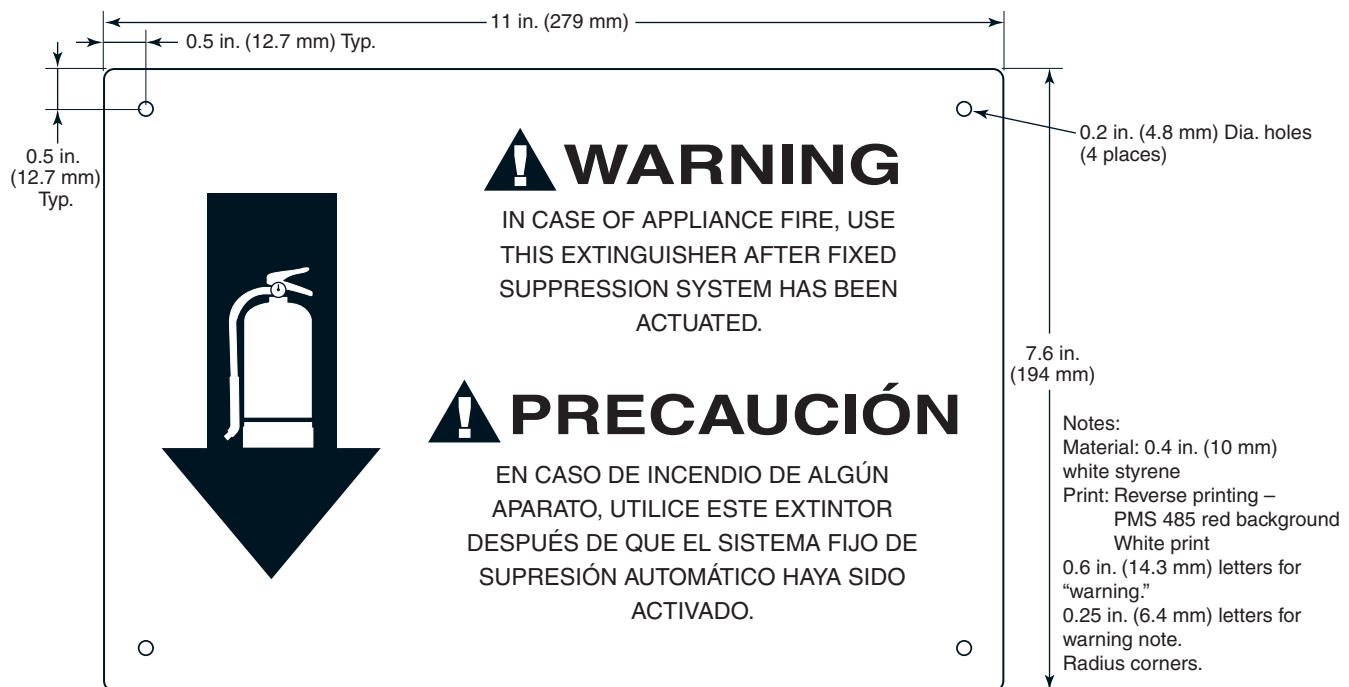 11 in. (279 mm)
0.5 in. (12.7 mm) Typ.
0.5 in.
(12.7 mm)
Typ.
0.2 in. (4.8 mm) Dia. holes
(4 places)
WARNING
IN CASE OF APPLIANCE FIRE, USE
THIS EXTINGUISHER AFTER FIXED
SUPPRESSION SYSTEM HAS BEEN
ACTUATED.
7.6 in.
(194 mm)
PRECAUCIÓN
EN CASO DE INCENDIO DE ALGÚN
APARATO, UTILICE ESTE EXTINTOR
DESPUÉS DE QUE EL SISTEMA FIJO DE
SUPRESIÓN AUTOMÁTICO HAYA SIDO
ACTIVADO.
Notes:
Material: 0.4 in. (10 mm)
white styrene
Print: Reverse printing –
PMS 485 red background
White print
0.6 in. (14.3 mm) letters for
“warning.”
0.25 in. (6.4 mm) letters for
warning note.
Radius corners.